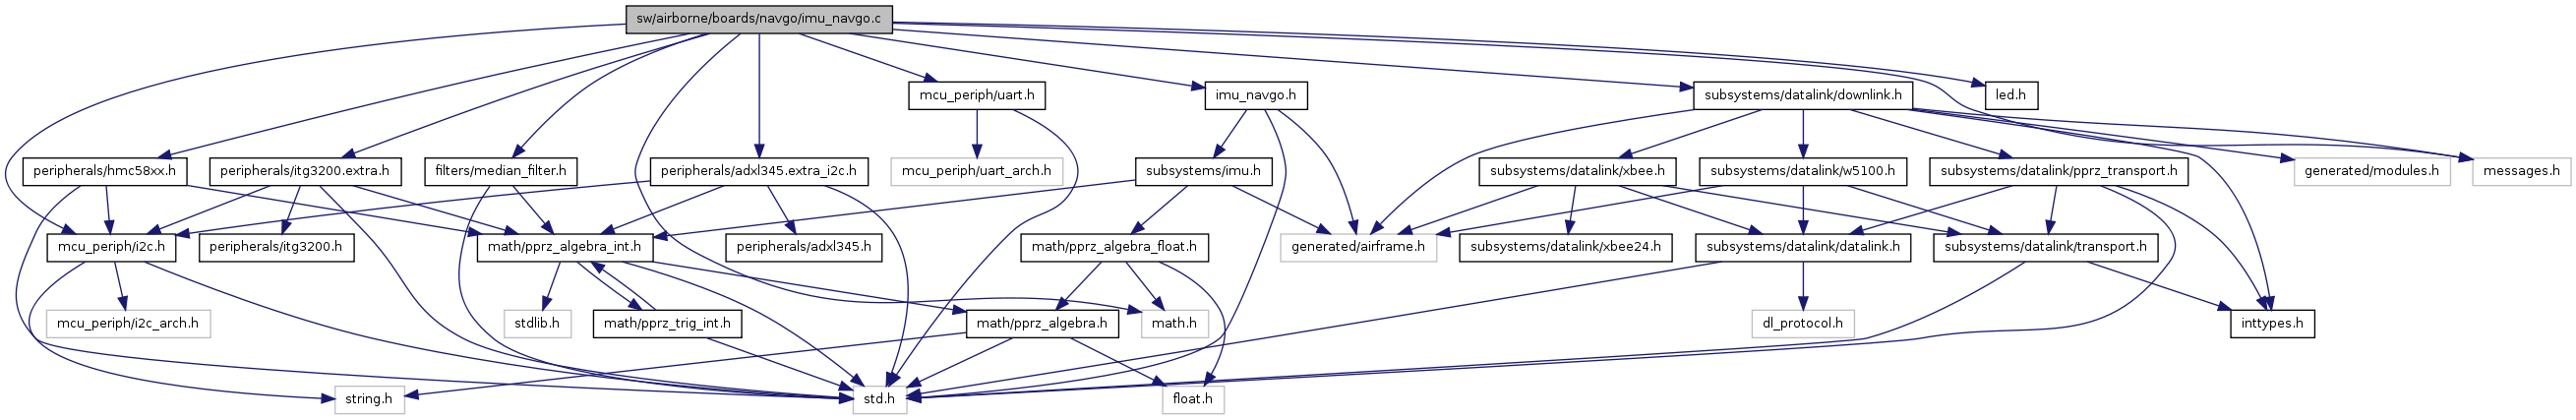 sw/airborne/boards/navgo/imu_navgo.c
mcu_periph/uart.h
imu_navgo.h
subsystems/datalink/downlink.h
led.h
peripherals/hmc58xx.h
peripherals/itg3200.extra.h
filters/median_filter.h
peripherals/adxl345.extra_i2c.h
mcu_periph/uart_arch.h
subsystems/imu.h
subsystems/datalink/xbee.h
subsystems/datalink/w5100.h
subsystems/datalink/pprz_transport.h
generated/modules.h
messages.h
mcu_periph/i2c.h
peripherals/itg3200.h
math/pprz_algebra_int.h
peripherals/adxl345.h
math/pprz_algebra_float.h
generated/airframe.h
subsystems/datalink/xbee24.h
subsystems/datalink/datalink.h
subsystems/datalink/transport.h
mcu_periph/i2c_arch.h
stdlib.h
math/pprz_trig_int.h
math/pprz_algebra.h
math.h
dl_protocol.h
inttypes.h
string.h
std.h
float.h